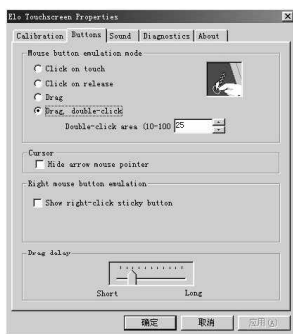 Elo Touchscreen Properties
Calibration Buttons Sound Diagnostics About
Mouse button emulation mode
Click on touch
Click on release
Drag
Drag, double-click
Double-click area (10-100 25
Cursor
Hide arrow mouse pointer
Right mouse button emulation
Show right-click sticky button
Drag delay
Short Long
确定 取消 应用(A)